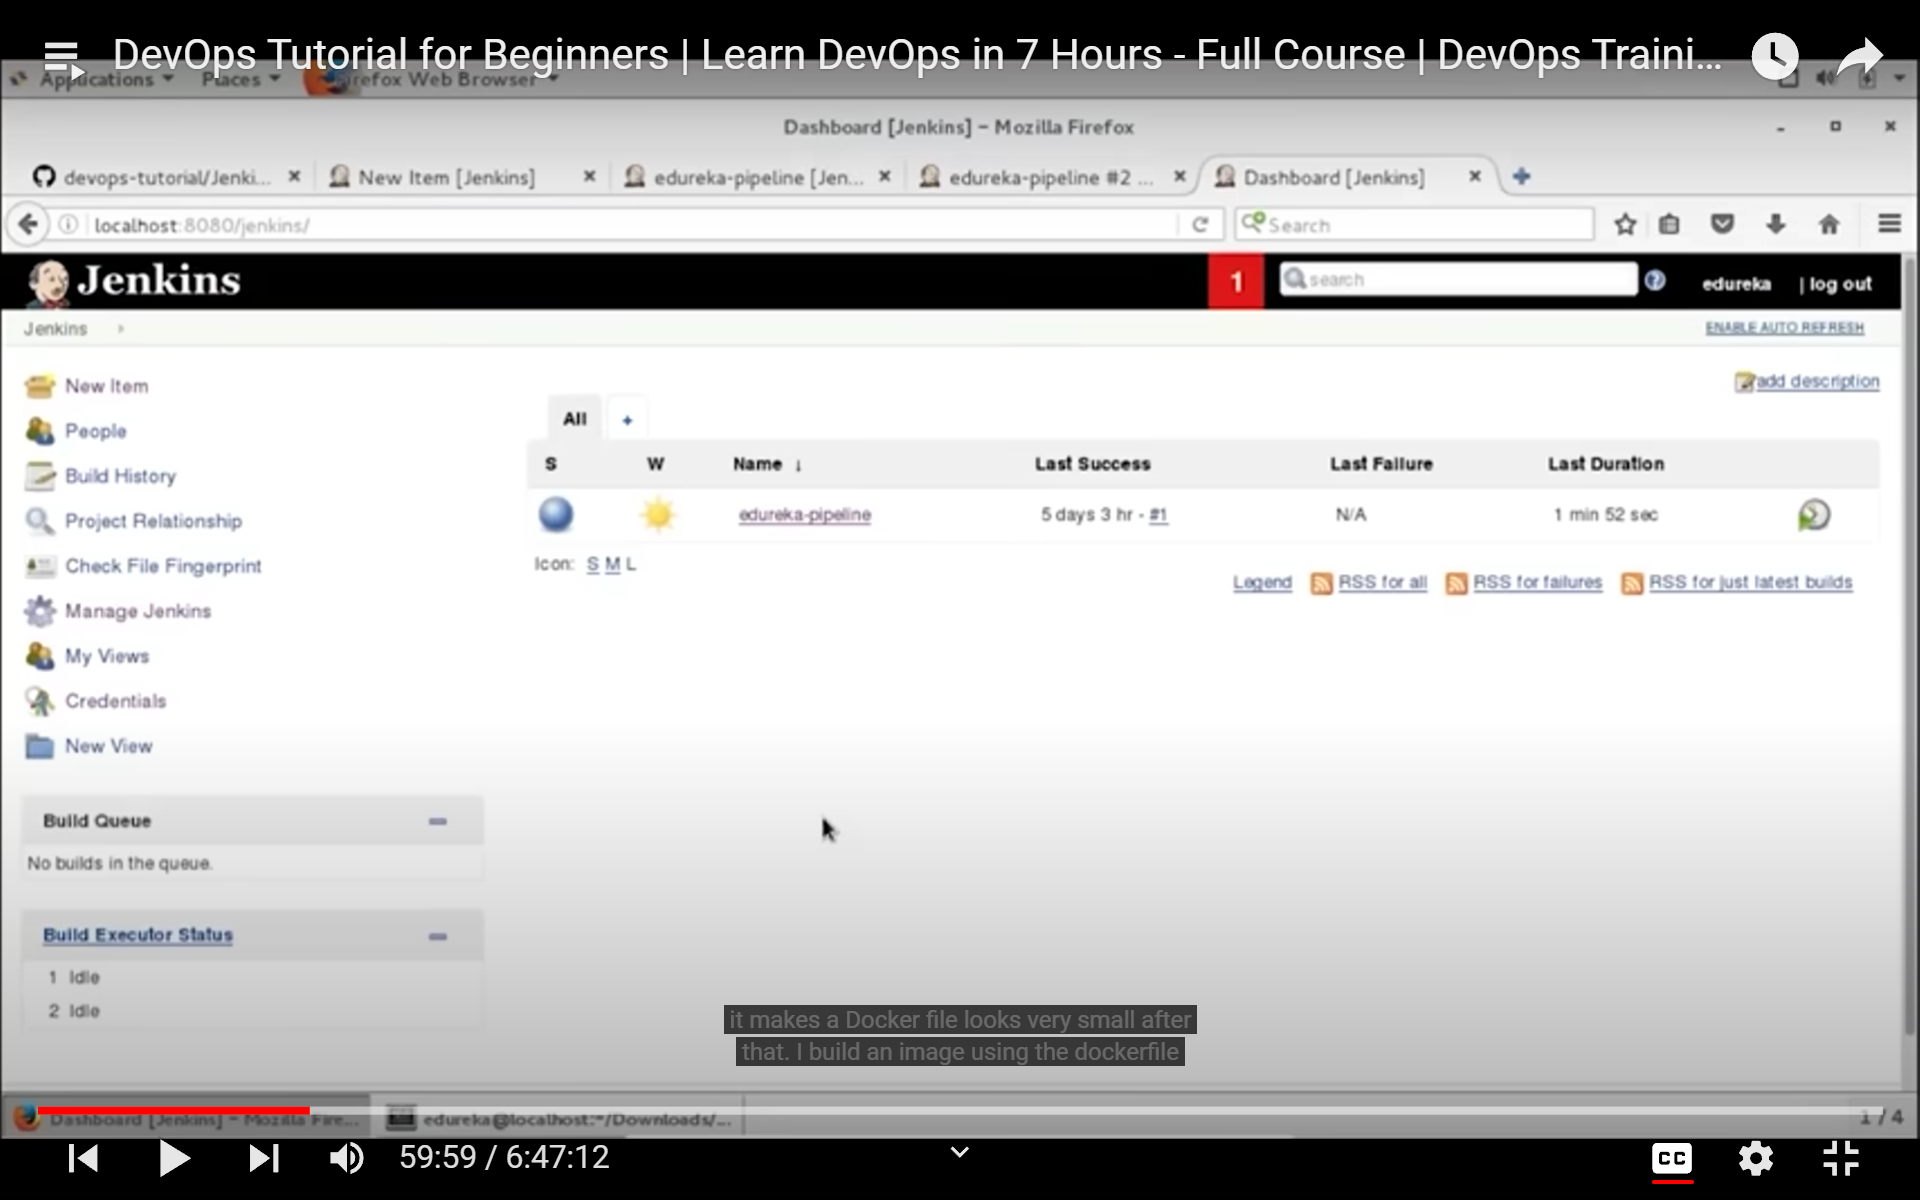 DevOps Tutorial for Beginners | Learn DevOps in 7 Hours - Full Course | DevOps Traini...
Applications Places Firefox Web Browser
Dashboard [Jenkins] – Mozilla Firefox
devops-tutorial/Jenki... New Item [Jenkins] edureka-pipeline [Jen... edureka-pipeline #2 ... Dashboard [Jenkins]
localhost:8080/jenkins/ Search
Jenkins 1 search edureka | log out
Jenkins ENABLE AUTO REFRESH
add description
New Item
People
Build History
Project Relationship
Check File Fingerprint
Manage Jenkins
My Views
Credentials
New View
All +
S W Name ↓ Last Success Last Failure Last Duration
edureka-pipeline 5 days 3 hr - #1 N/A 1 min 52 sec
Icon: S M L
Legend RSS for all RSS for failures RSS for just latest builds
Build Queue
No builds in the queue.
Build Executor Status
1 Idle
2 Idle
it makes a Docker file looks very small after
that. I build an image using the dockerfile
Dashboard [Jenkins] – Mozilla Fire... edureka@localhost:~/Downloads/... 1 / 4
59:59 / 6:47:12 CC